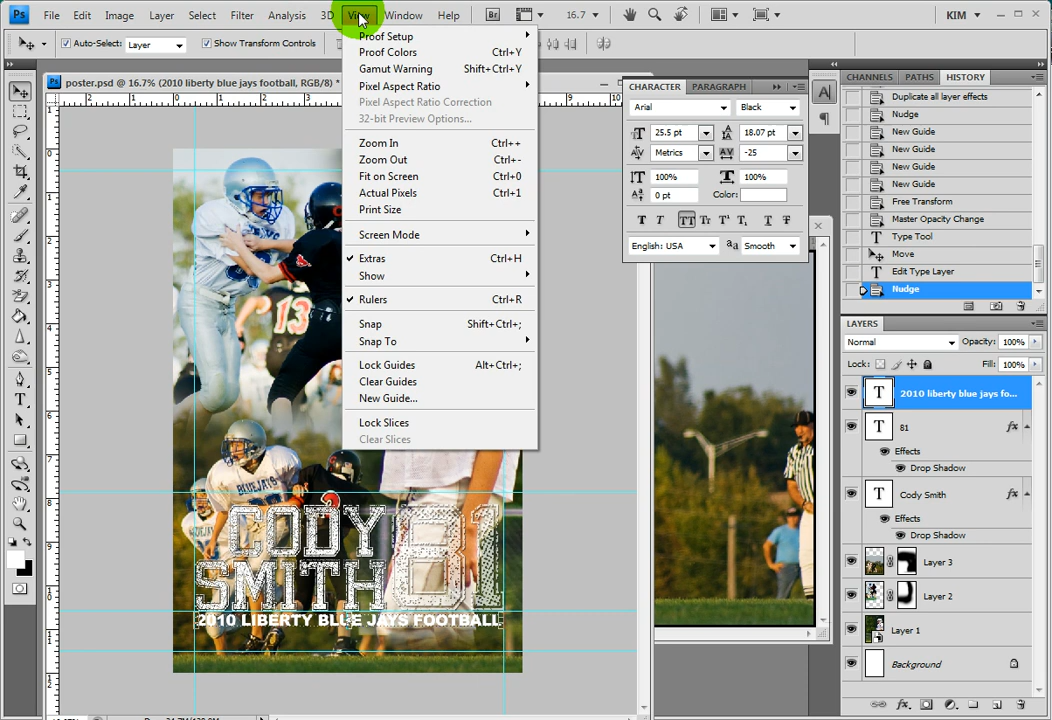 Ps File Edit Image Layer Select Filter Analysis 3D View Window Help Br 16.7 KIM
Auto-Select: Layer Show Transform Controls
poster.psd @ 16.7% (2010 liberty blue jays football, RGB/8) *
Proof Setup
Proof Colors Ctrl+Y
Gamut Warning Shift+Ctrl+Y
Pixel Aspect Ratio
Pixel Aspect Ratio Correction
32-bit Preview Options...
Zoom In Ctrl++
Zoom Out Ctrl+-
Fit on Screen Ctrl+0
Actual Pixels Ctrl+1
Print Size
Screen Mode
Extras Ctrl+H
Show
Rulers Ctrl+R
Snap Shift+Ctrl+;
Snap To
Lock Guides Alt+Ctrl+;
Clear Guides
New Guide...
Lock Slices
Clear Slices
13
BLUEJAYS
CODY
SMITH 81
2010 LIBERTY BLUE JAYS FOOTBALL
CHARACTER PARAGRAPH
Arial Black
25.5 pt 18.07 pt
Metrics -25
100% 100%
0 pt Color:
English: USA Smooth
CHANNELS PATHS HISTORY
Duplicate all layer effects
Nudge
New Guide
New Guide
New Guide
New Guide
Free Transform
Master Opacity Change
Type Tool
Move
Edit Type Layer
Nudge
LAYERS
Normal Opacity: 100%
Lock: Fill: 100%
2010 liberty blue jays fo...
81 fx
Effects
Drop Shadow
Cody Smith fx
Effects
Drop Shadow
Layer 3
Layer 2
Layer 1
Background